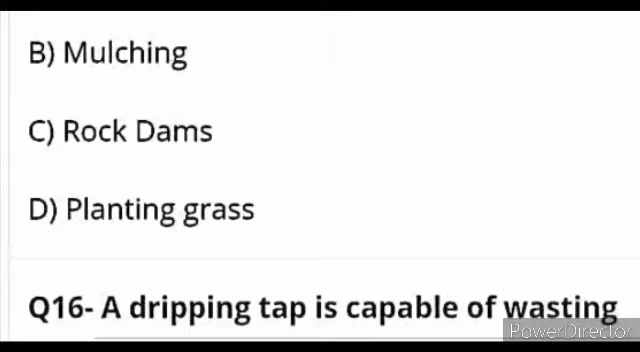 B) Mulching
C) Rock Dams
D) Planting grass
Q16- A dripping tap is capable of wasting
PowerDirector